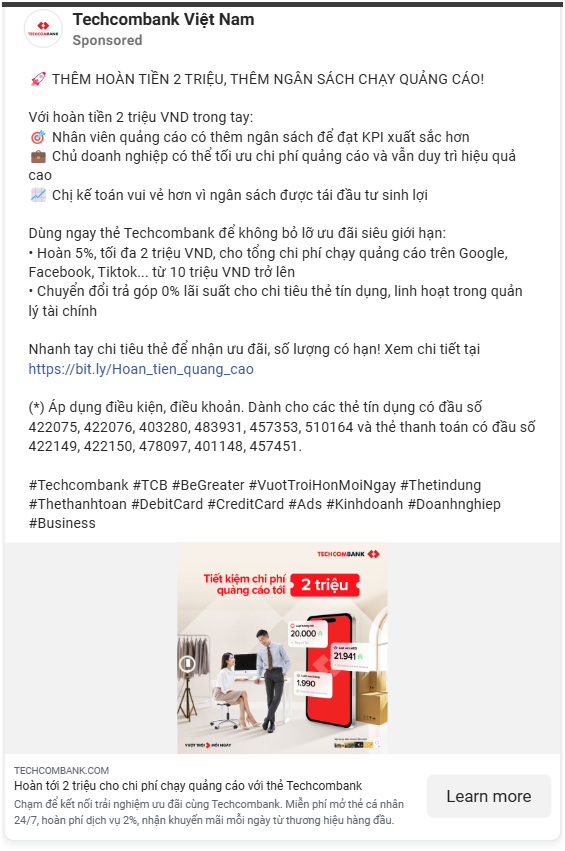 Techcombank Việt Nam
TECHCOMBANK
Sponsored
🚀 THÊM HOÀN TIỀN 2 TRIỆU, THÊM NGÂN SÁCH CHẠY QUẢNG CÁO!
Với hoàn tiền 2 triệu VND trong tay:
🎯 Nhân viên quảng cáo có thêm ngân sách để đạt KPI xuất sắc hơn
💼 Chủ doanh nghiệp có thể tối ưu chi phí quảng cáo và vẫn duy trì hiệu quả
cao
📈 Chị kế toán vui vẻ hơn vì ngân sách được tái đầu tư sinh lợi
Dùng ngay thẻ Techcombank để không bỏ lỡ ưu đãi siêu giới hạn:
• Hoàn 5%, tối đa 2 triệu VND, cho tổng chi phí chạy quảng cáo trên Google,
Facebook, Tiktok... từ 10 triệu VND trở lên
• Chuyển đổi trả góp 0% lãi suất cho chi tiêu thẻ tín dụng, linh hoạt trong quản
lý tài chính
Nhanh tay chi tiêu thẻ để nhận ưu đãi, số lượng có hạn! Xem chi tiết tại
https://bit.ly/Hoan_tien_quang_cao
(*) Áp dụng điều kiện, điều khoản. Dành cho các thẻ tín dụng có đầu số
422075, 422076, 403280, 483931, 457353, 510164 và thẻ thanh toán có đầu số
422149, 422150, 478097, 401148, 457451.
#Techcombank #TCB #BeGreater #VuotTroiHonMoiNgay #Thetindung
#Thethanhtoan #DebitCard #CreditCard #Ads #Kinhdoanh #Doanhnghiep
#Business
TECHCOMBANK
Tiết kiệm chi phí
quảng cáo tới
2 triệu
20.000
21.941
1.990
VƯỢT TRỘI MỖI NGÀY
TECHCOMBANK.COM
Hoàn tới 2 triệu cho chi phí chạy quảng cáo với thẻ Techcombank
Chạm để kết nối trải nghiệm ưu đãi cùng Techcombank. Miễn phí mở thẻ cá nhân
24/7, hoàn phí dịch vụ 2%, nhận khuyến mãi mỗi ngày từ thương hiệu hàng đầu.
Learn more